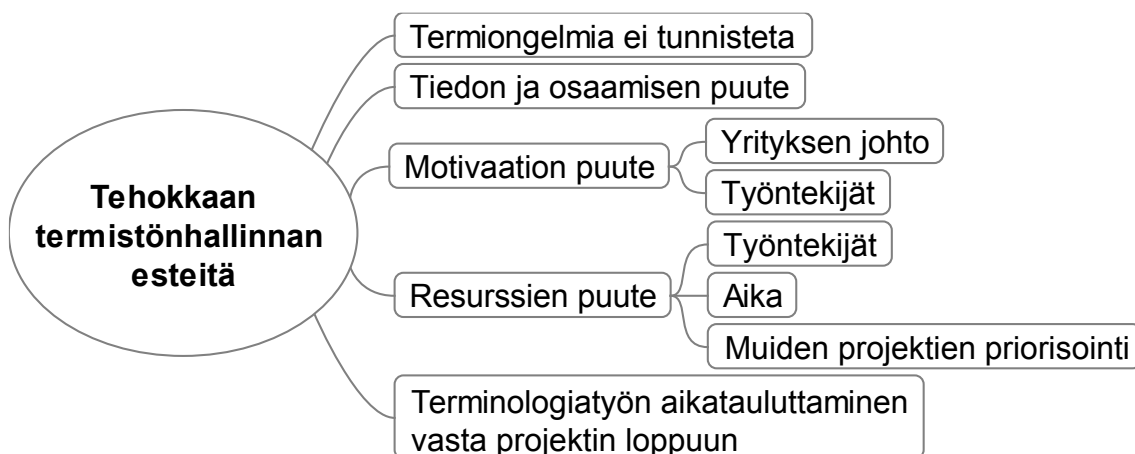 Tehokkaan
termistönhallinnan
esteitä
Termiongelmia ei tunnisteta
Tiedon ja osaamisen puute
Motivaation puute
Yrityksen johto
Työntekijät
Resurssien puute
Työntekijät
Aika
Muiden projektien priorisointi
Terminologiatyön aikatauluttaminen
vasta projektin loppuun